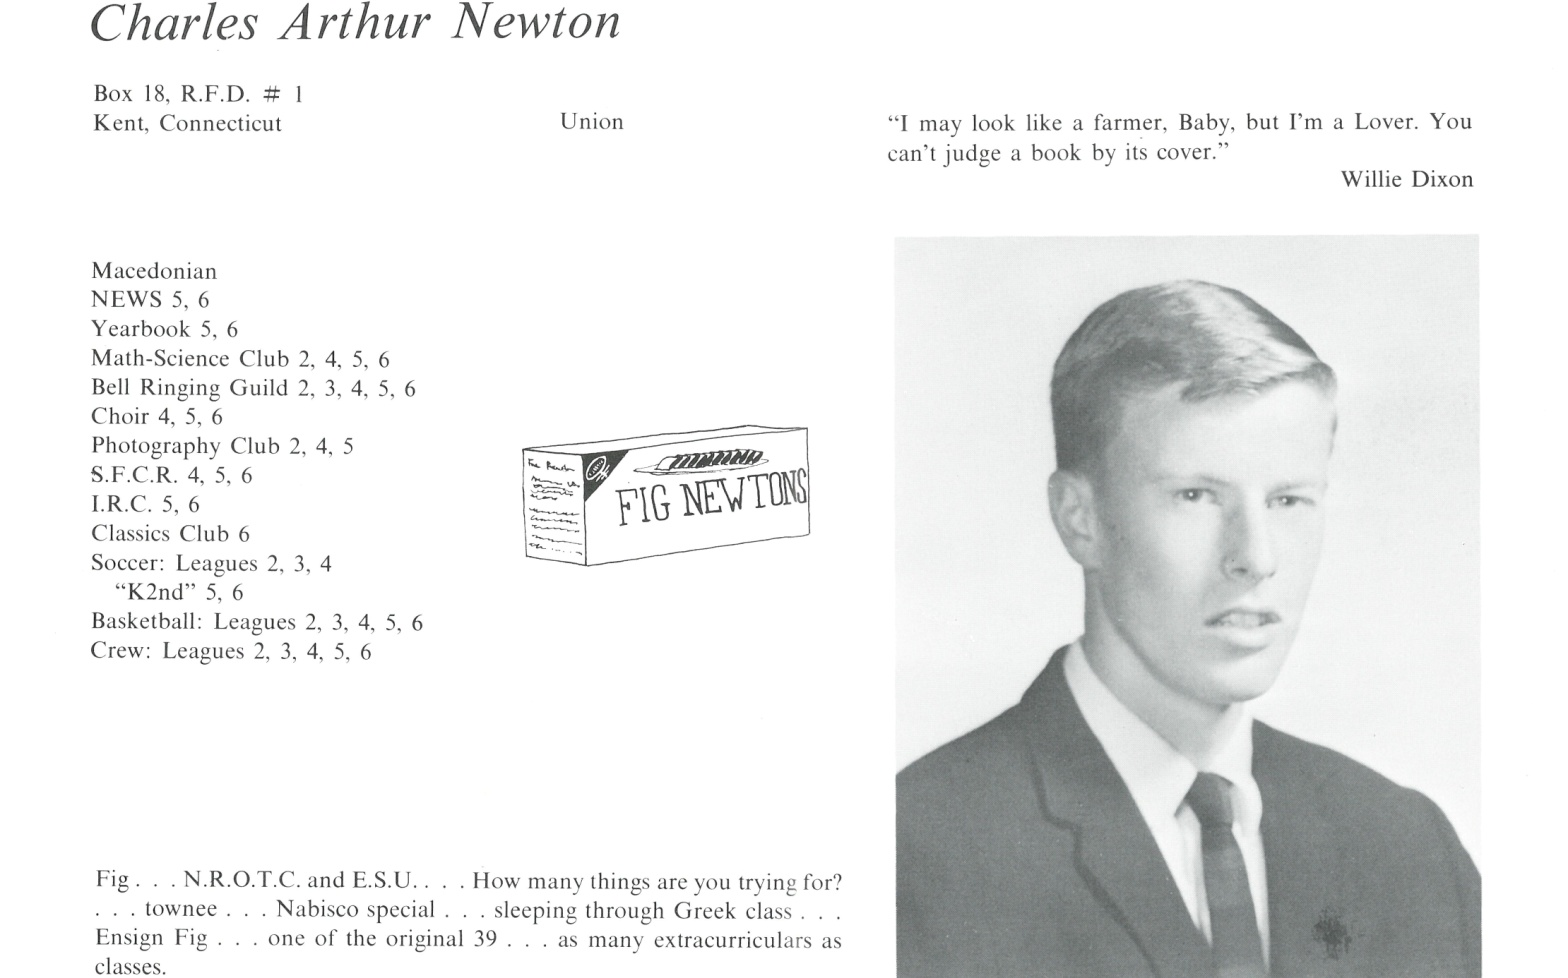 Charles Arthur Newton
Box 18, R.F.D. # 1
Kent, Connecticut
Union
“I may look like a farmer, Baby, but I’m a Lover. You
can’t judge a book by its cover.”
Willie Dixon
Macedonian
NEWS 5, 6
Yearbook 5, 6
Math-Science Club 2, 4, 5, 6
Bell Ringing Guild 2, 3, 4, 5, 6
Choir 4, 5, 6
Photography Club 2, 4, 5
S.F.C.R. 4, 5, 6
I.R.C. 5, 6
Classics Club 6
Soccer: Leagues 2, 3, 4
“K2nd” 5, 6
Basketball: Leagues 2, 3, 4, 5, 6
Crew: Leagues 2, 3, 4, 5, 6
FIG NEWTONS
Fig . . . N.R.O.T.C. and E.S.U. . . . How many things are you trying for?
. . . townee . . . Nabisco special . . . sleeping through Greek class . . .
Ensign Fig . . . one of the original 39 . . . as many extracurriculars as
classes.